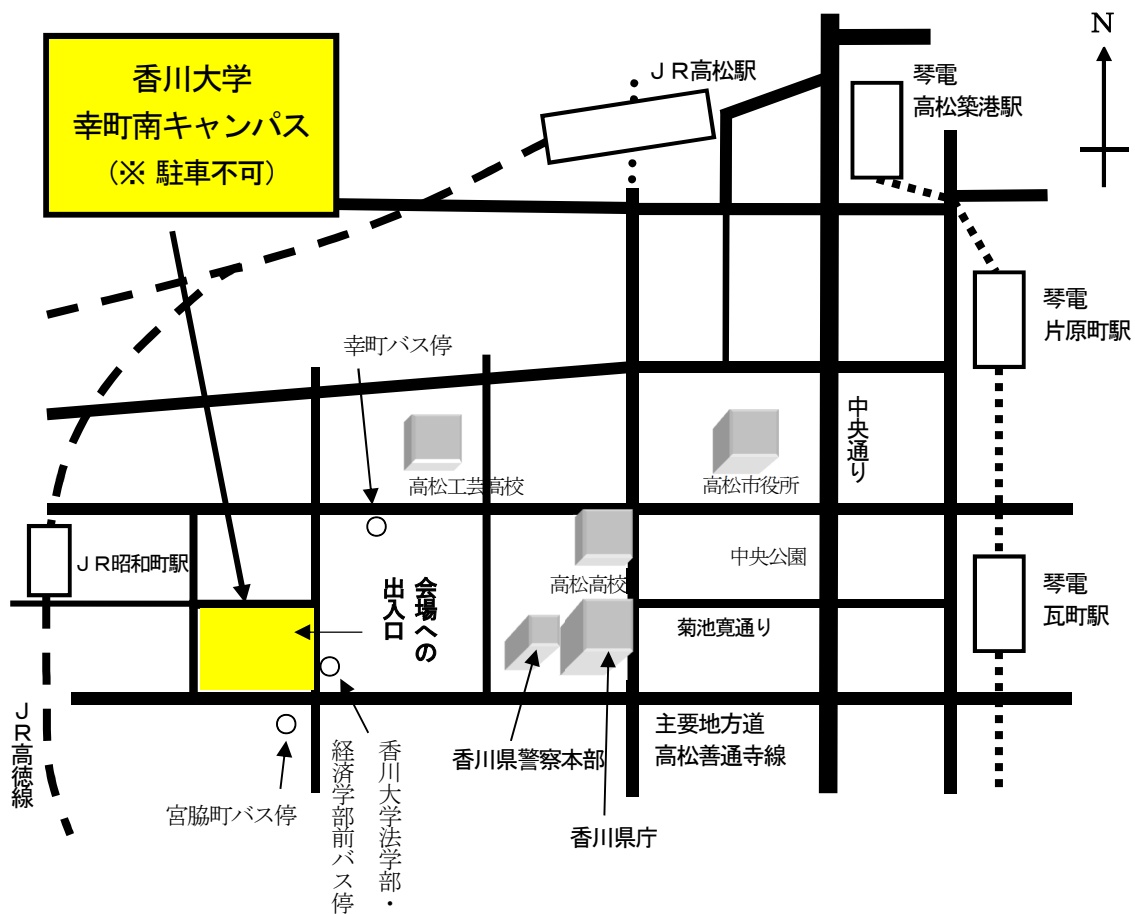 N
香川大学
幸町南キャンパス
(※ 駐車不可)
JR高松駅
琴電
高松築港駅
琴電
片原町駅
幸町バス停
中央通り
高松工芸高校
高松市役所
JR昭和町駅
高松高校
中央公園
琴電
瓦町駅
会場への
出入口
菊池寛通り
JR高徳線
主要地方道
高松善通寺線
香川県警察本部
宮脇町バス停
香川大学法学部・
経済学部前バス停
香川県庁